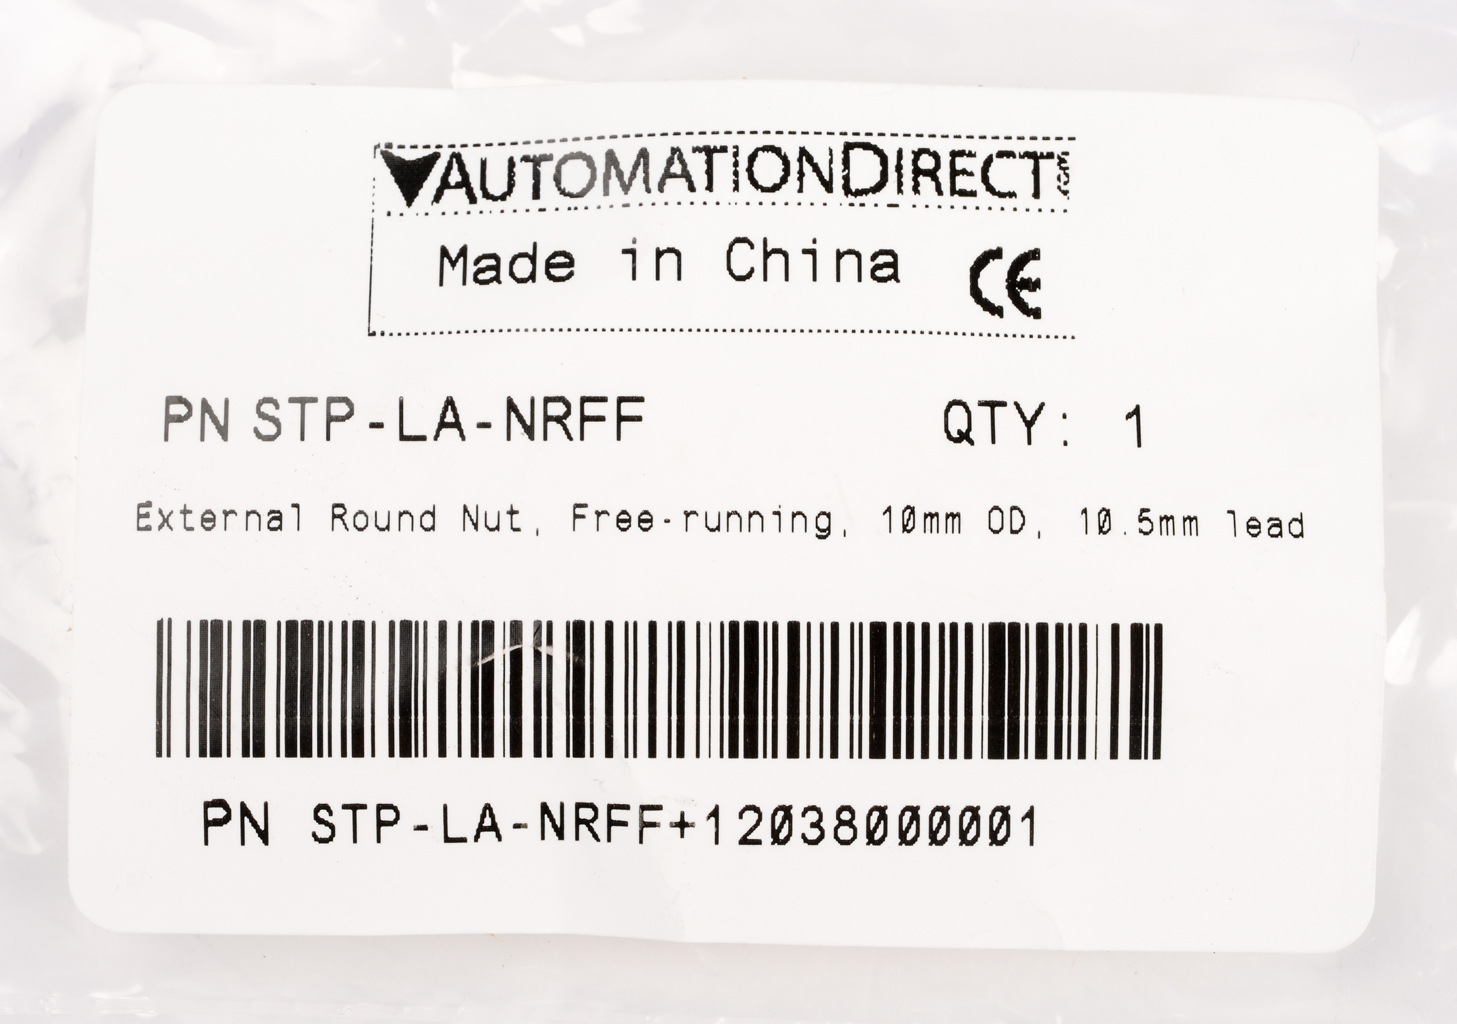 AUTOMATIONDIRECT.com
Made in China CE
PN STP-LA-NRFF QTY: 1
External Round Nut, Free-running, 10mm OD, 10.5mm lead
PN STP-LA-NRFF+12038000001